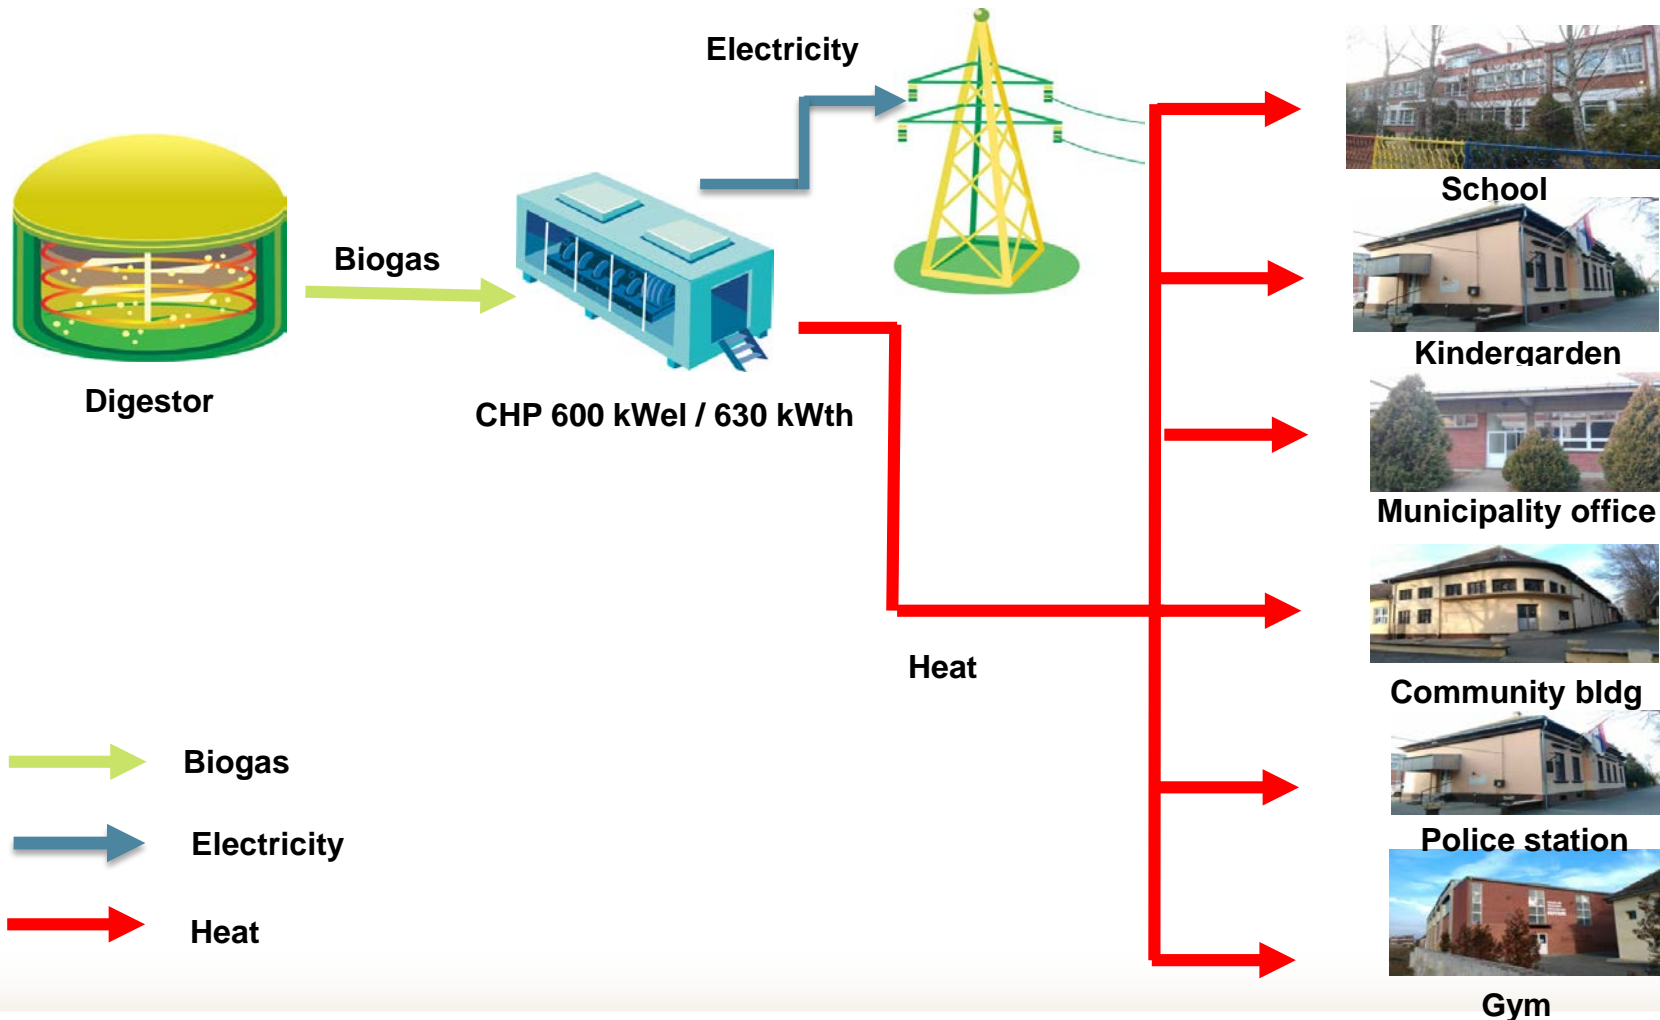 Electricity
School
Biogas
Kindergarden
Digestor
CHP 600 kWel / 630 kWth
Municipality office
Heat
Community bldg
Biogas
Electricity
Police station
Heat
Gym